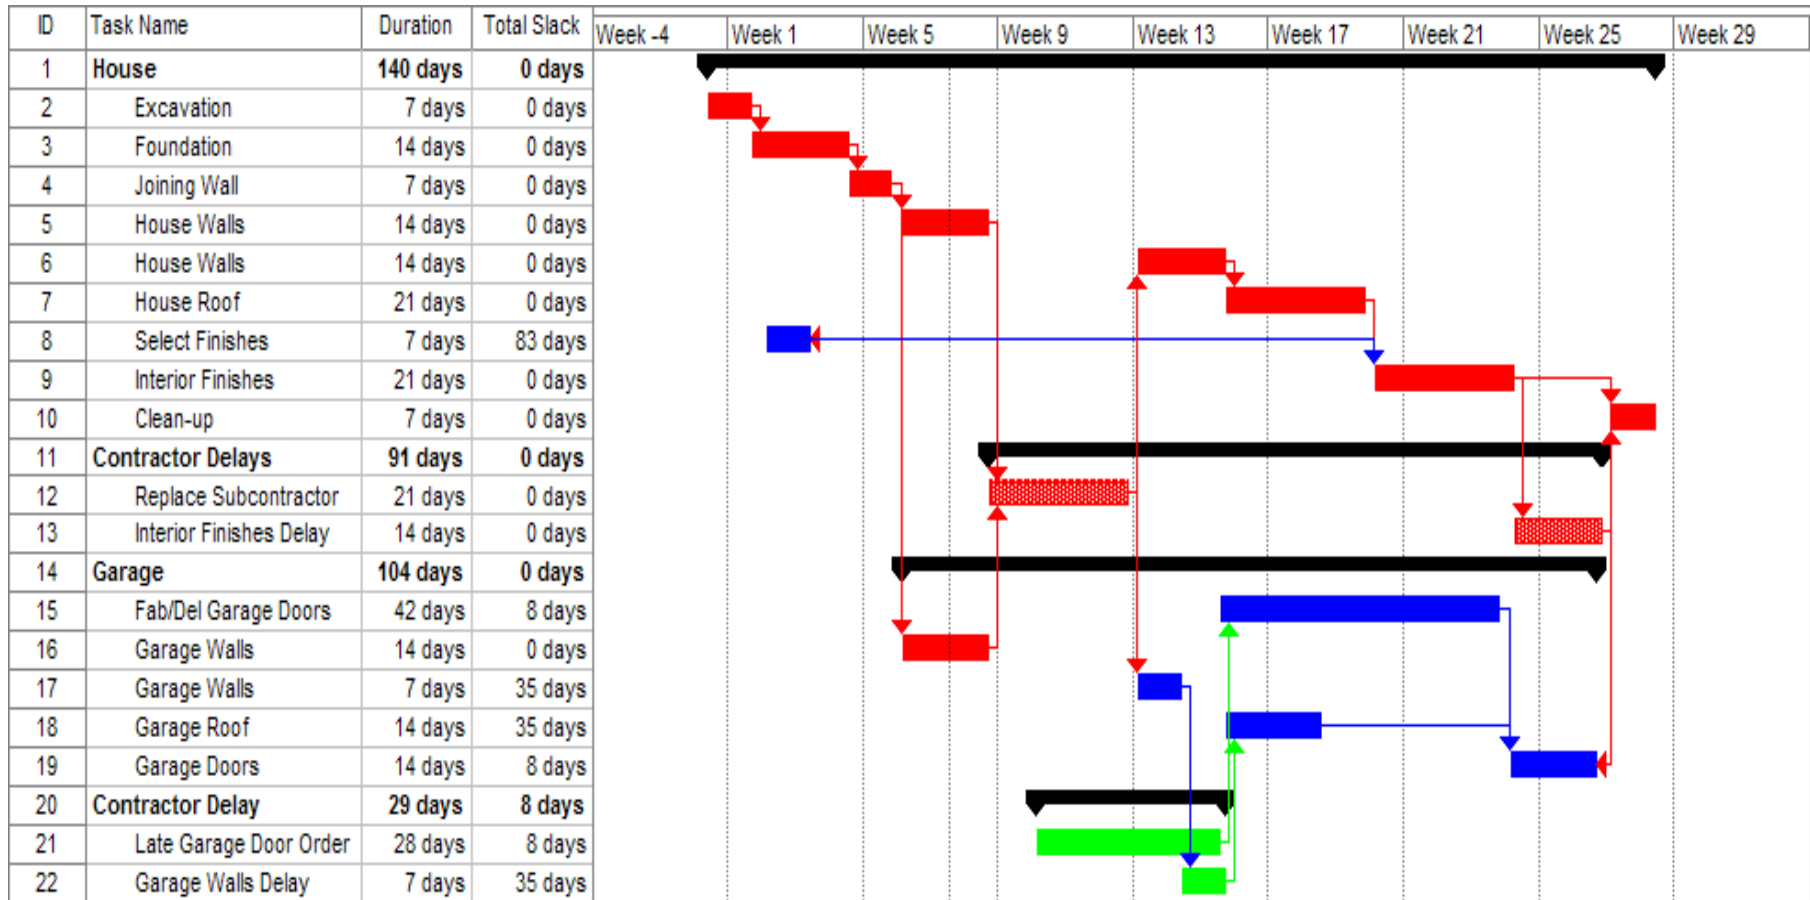 ID Task Name Duration Total Slack Week -4 Week 1 Week 5 Week 9 Week 13 Week 17 Week 21 Week 25 Week 29
1 House 140 days 0 days
2 Excavation 7 days 0 days
3 Foundation 14 days 0 days
4 Joining Wall 7 days 0 days
5 House Walls 14 days 0 days
6 House Walls 14 days 0 days
7 House Roof 21 days 0 days
8 Select Finishes 7 days 83 days
9 Interior Finishes 21 days 0 days
10 Clean-up 7 days 0 days
11 Contractor Delays 91 days 0 days
12 Replace Subcontractor 21 days 0 days
13 Interior Finishes Delay 14 days 0 days
14 Garage 104 days 0 days
15 Fab/Del Garage Doors 42 days 8 days
16 Garage Walls 14 days 0 days
17 Garage Walls 7 days 35 days
18 Garage Roof 14 days 35 days
19 Garage Doors 14 days 8 days
20 Contractor Delay 29 days 8 days
21 Late Garage Door Order 28 days 8 days
22 Garage Walls Delay 7 days 35 days